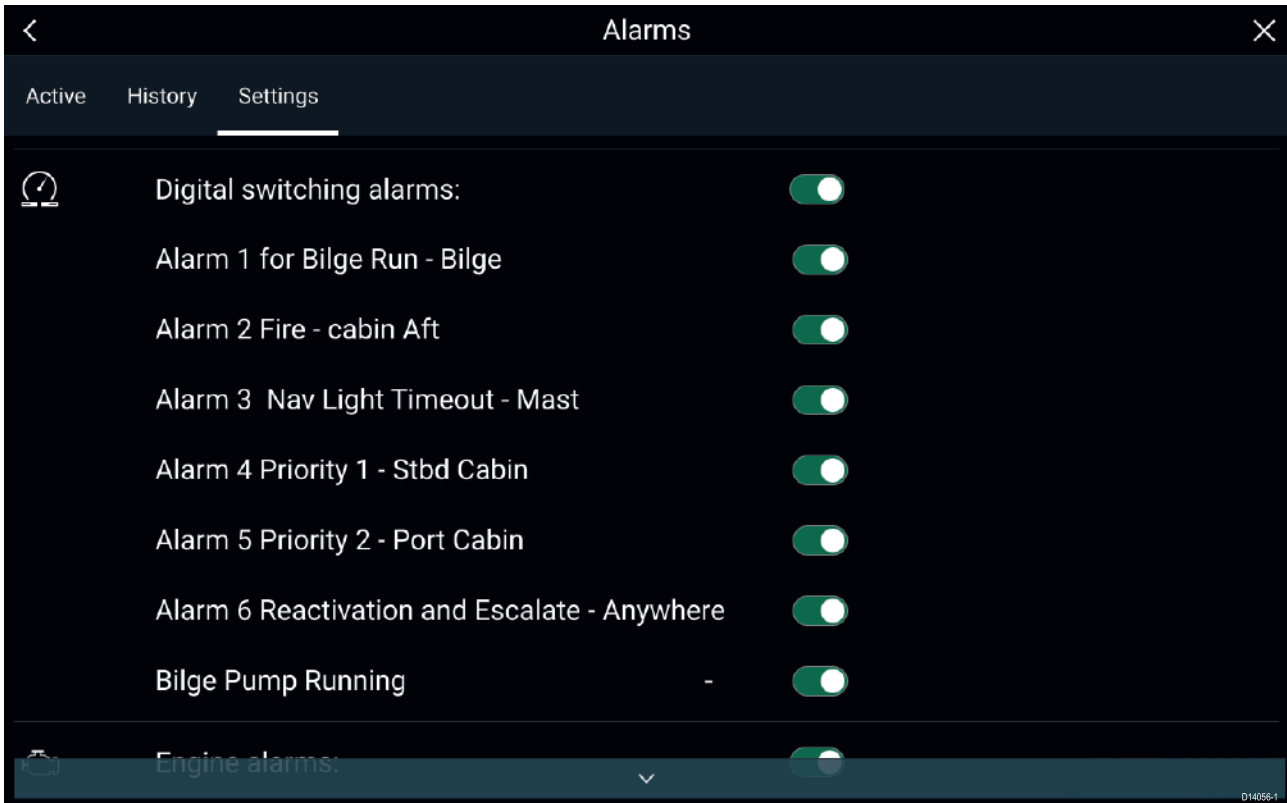 Alarms
Active History Settings
Digital switching alarms:
Alarm 1 for Bilge Run - Bilge
Alarm 2 Fire - cabin Aft
Alarm 3  Nav Light Timeout - Mast
Alarm 4 Priority 1 - Stbd Cabin
Alarm 5 Priority 2 - Port Cabin
Alarm 6 Reactivation and Escalate - Anywhere
Bilge Pump Running -
Engine alarms:
D14056-1